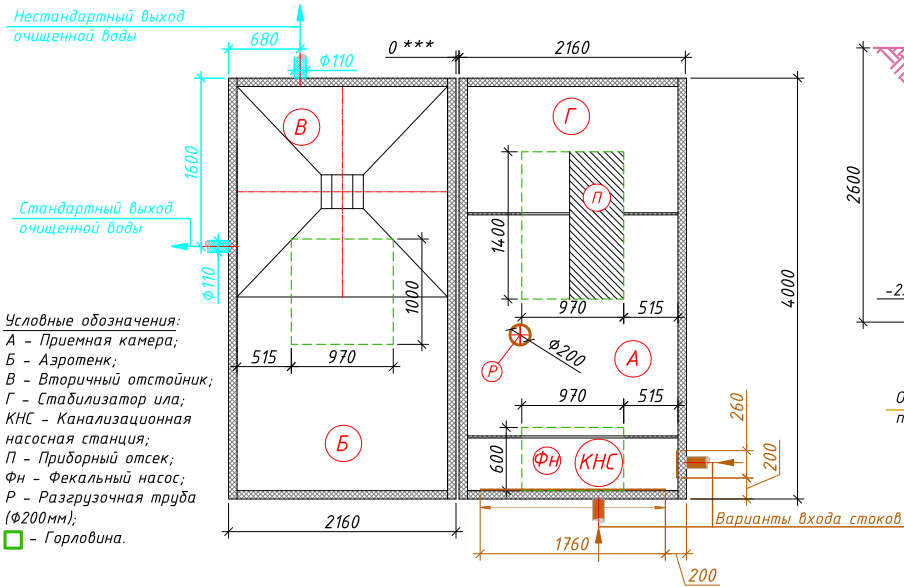 Нестандартный выход
очищенной воды
680
Ф110
0 ***
2160
В
Г
1600
2600
П
1400
Стандартный выход
очищенной воды
4000
Ф110
1000
970
515
Условные обозначения:
А - Приемная камера;
Б - Аэротенк;
В - Вторичный отстойник;
Г - Стабилизатор ила;
КНС - Канализационная
насосная станция;
П - Приборный отсек;
Фн - Фекальный насос;
Р - Разгрузочная труба
(Ф200мм);
- Горловина.
515
970
Ф200
Р
А
970
515
260
Б
600
Фн
КНС
200
2160
Варианты входа стоков
1760
200